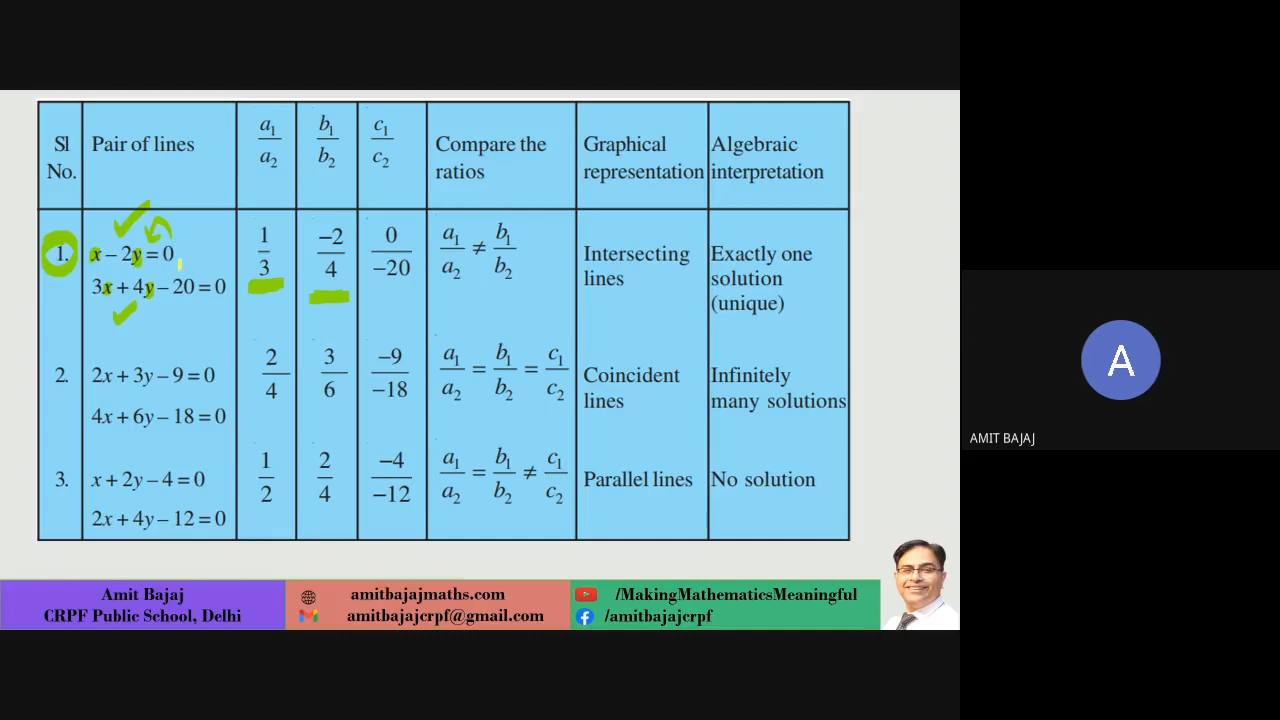 Sl
No.
Pair of lines
a₁/a₂
b₁/b₂
c₁/c₂
Compare the
ratios
Graphical
representation
Algebraic
interpretation
1.
x – 2y = 0
3x + 4y – 20 = 0
1/3
–2/4
0/–20
a₁/a₂ ≠ b₁/b₂
Intersecting
lines
Exactly one
solution
(unique)
2.
2x + 3y – 9 = 0
4x + 6y – 18 = 0
2/4
3/6
–9/–18
a₁/a₂ = b₁/b₂ = c₁/c₂
Coincident
lines
Infinitely
many solutions
3.
x + 2y – 4 = 0
2x + 4y – 12 = 0
1/2
2/4
–4/–12
a₁/a₂ = b₁/b₂ ≠ c₁/c₂
Parallel lines
No solution
Amit Bajaj
CRPF Public School, Delhi
amitbajajmaths.com
amitbajajcrpf@gmail.com
/MakingMathematicsMeaningful
/amitbajajcrpf
A
AMIT BAJAJ